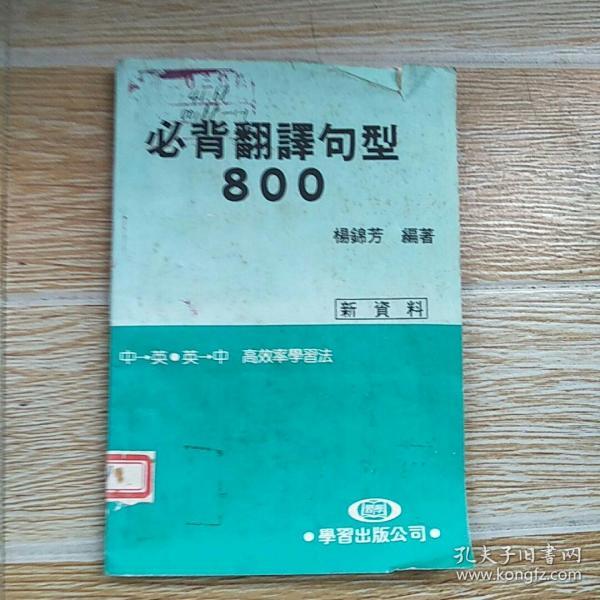 必背翻譯句型
800
楊錦芳 編著
新資料
中→英●英→中 高效率學習法
●學習出版公司●
孔夫子旧书网
www.kongfz.com